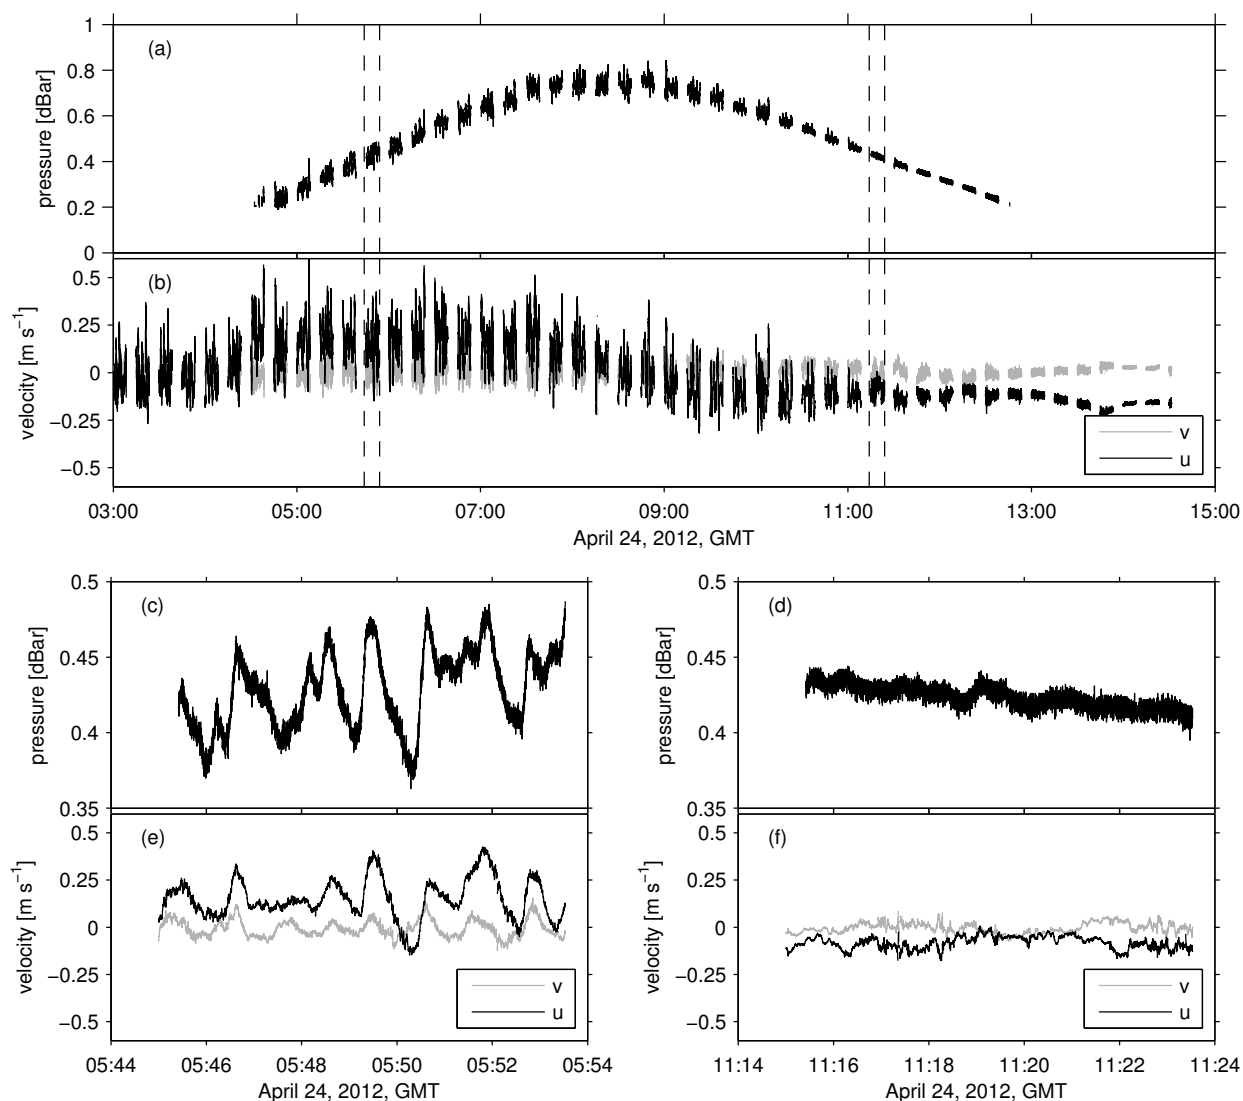 1
(a)
0.8
0.6
0.4
0.2
0
pressure [dBar]
(b)
0.5
0.25
0
−0.25
−0.5
velocity [m s⁻¹]
v
u
03:00 05:00 07:00 09:00 11:00 13:00 15:00
April 24, 2012, GMT
0.5
(c)
0.45
0.4
0.35
pressure [dBar]
(e)
0.5
0.25
0
−0.25
−0.5
velocity [m s⁻¹]
v
u
05:44 05:46 05:48 05:50 05:52 05:54
April 24, 2012, GMT
0.5
(d)
0.45
0.4
0.35
pressure [dBar]
(f)
0.5
0.25
0
−0.25
−0.5
velocity [m s⁻¹]
v
u
11:14 11:16 11:18 11:20 11:22 11:24
April 24, 2012, GMT